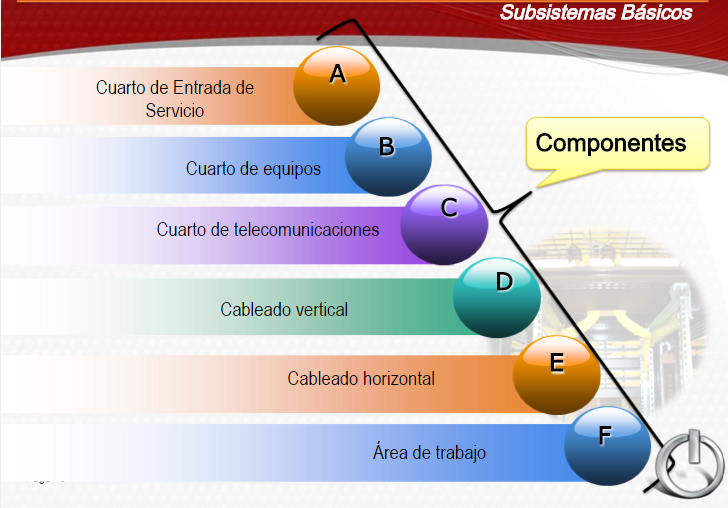 Subsistemas Básicos
A
Cuarto de Entrada de
Servicio
B
Cuarto de equipos
Componentes
C
Cuarto de telecomunicaciones
D
Cableado vertical
E
Cableado horizontal
F
Área de trabajo